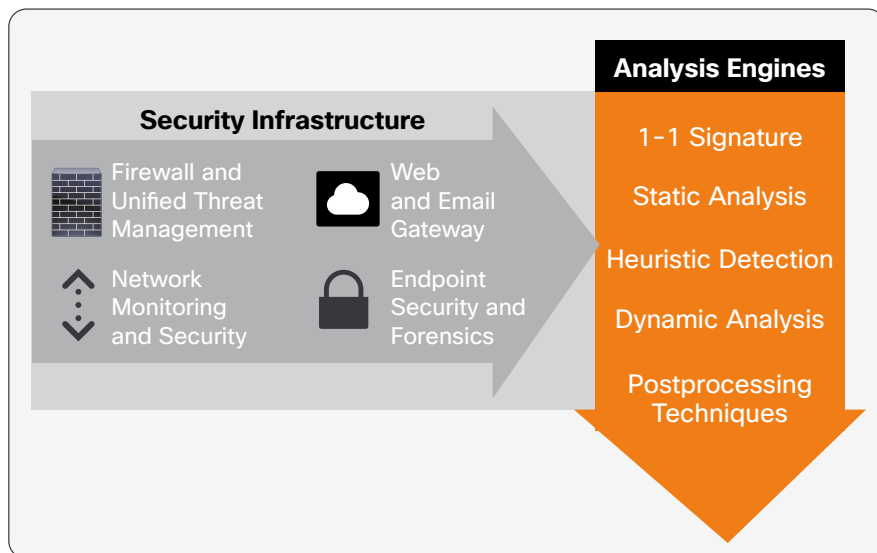 Analysis Engines
Security Infrastructure
Firewall and
Unified Threat
Management
Web
and Email
Gateway
Network
Monitoring
and Security
Endpoint
Security and
Forensics
1-1 Signature
Static Analysis
Heuristic Detection
Dynamic Analysis
Postprocessing
Techniques